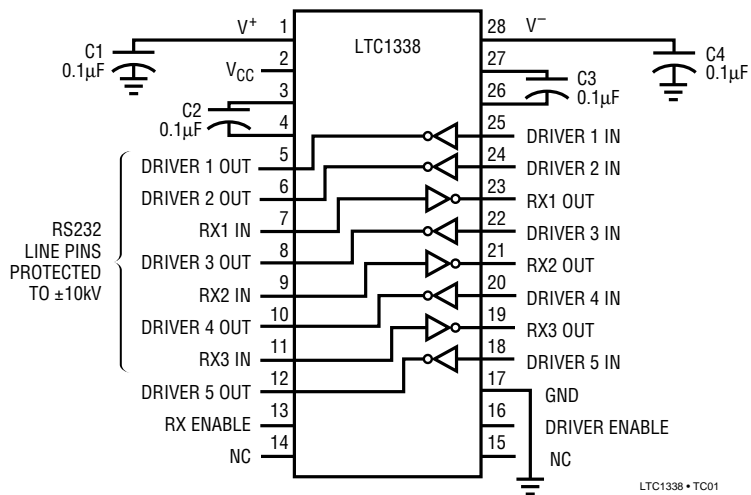 LTC1338
V+ 1
28 V−
C1
0.1µF
2
VCC
27
C4
0.1µF
3
C3
0.1µF
26
C2
0.1µF
4
25
DRIVER 1 IN
DRIVER 1 OUT 5
24
DRIVER 2 IN
DRIVER 2 OUT 6
23
RX1 OUT
RX1 IN 7
22
DRIVER 3 IN
DRIVER 3 OUT 8
21
RX2 OUT
RX2 IN 9
20
DRIVER 4 IN
DRIVER 4 OUT 10
19
RX3 OUT
RX3 IN 11
18
DRIVER 5 IN
DRIVER 5 OUT 12
17
GND
RX ENABLE 13
16
DRIVER ENABLE
NC 14
15
NC
RS232
LINE PINS
PROTECTED
TO ±10kV
LTC1338 • TC01